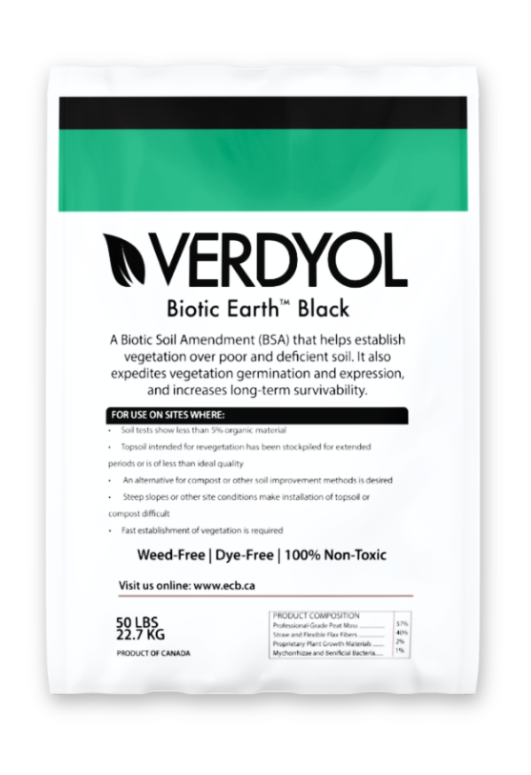 VERDYOL
Biotic Earth™ Black
A Biotic Soil Amendment (BSA) that helps establish
vegetation over poor and deficient soil. It also
expedites vegetation germination and expression,
and increases long-term survivability.
FOR USE ON SITES WHERE:
• Soil tests show less than 5% organic material
• Topsoil intended for revegetation has been stockpiled for extended
periods or is of less than ideal quality
• An alternative for compost or other soil improvement methods is desired
• Steep slopes or other site conditions make installation of topsoil or
compost difficult
• Fast establishment of vegetation is required
Weed-Free | Dye-Free | 100% Non-Toxic
Visit us online: www.ecb.ca
50 LBS
22.7 KG
PRODUCT OF CANADA
PRODUCT COMPOSITION
Professional-Grade Peat Moss ......... 57%
Straw and Flexible Flax Fibers ......... 40%
Proprietary Plant Growth Materials ..... 2%
Mychorrhizae and Benificial Bacteria..... 1%